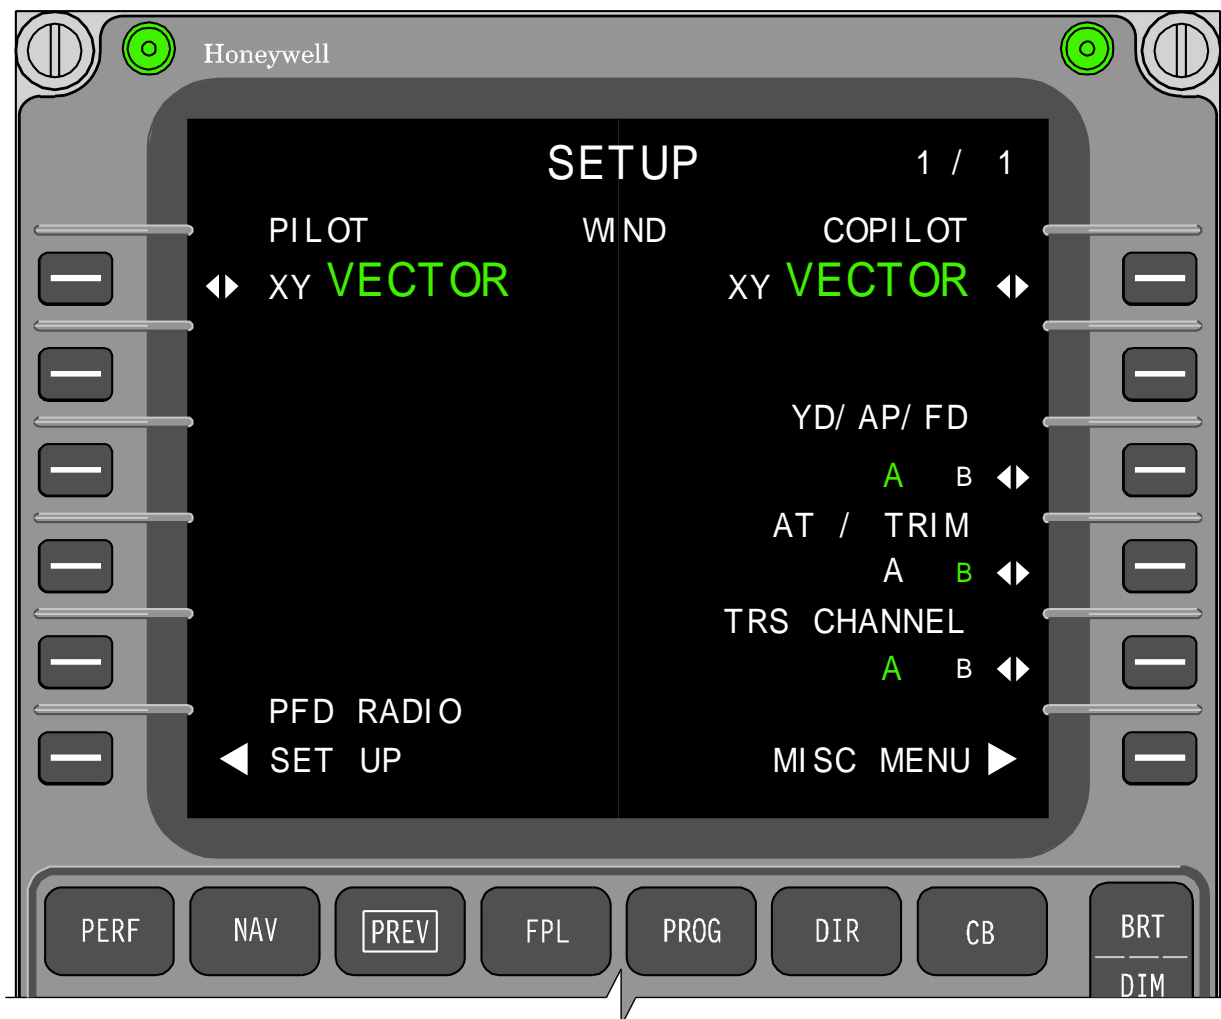 Honeywell
SETUP 1 / 1
PILOT WIND COPILOT
XY VECTOR XY VECTOR
YD/AP/FD
A B
AT / TRIM
A B
TRS CHANNEL
A B
PFD RADIO
SET UP MISC MENU
PERF NAV PREV FPL PROG DIR CB BRT
DIM